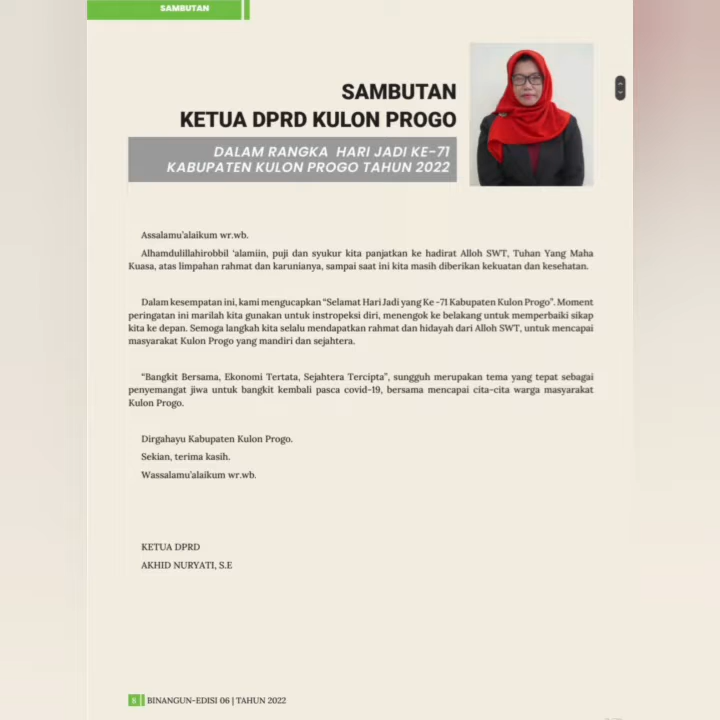 SAMBUTAN
SAMBUTAN
KETUA DPRD KULON PROGO
DALAM RANGKA HARI JADI KE-71
KABUPATEN KULON PROGO TAHUN 2022
Assalamu'alaikum wr.wb.
Alhamdulillahirobbil 'alamiin, puji dan syukur kita panjatkan ke hadirat Alloh SWT, Tuhan Yang Maha
Kuasa, atas limpahan rahmat dan karunianya, sampai saat ini kita masih diberikan kekuatan dan kesehatan.
Dalam kesempatan ini, kami mengucapkan "Selamat Hari Jadi yang Ke -71 Kabupaten Kulon Progo". Moment
peringatan ini marilah kita gunakan untuk instropeksi diri, menengok ke belakang untuk memperbaiki sikap
kita ke depan. Semoga langkah kita selalu mendapatkan rahmat dan hidayah dari Alloh SWT, untuk mencapai
masyarakat Kulon Progo yang mandiri dan sejahtera.
"Bangkit Bersama, Ekonomi Tertata, Sejahtera Tercipta", sungguh merupakan tema yang tepat sebagai
penyemangat jiwa untuk bangkit kembali pasca covid-19, bersama mencapai cita-cita warga masyarakat
Kulon Progo.
Dirgahayu Kabupaten Kulon Progo.
Sekian, terima kasih.
Wassalamu'alaikum wr.wb.
KETUA DPRD
AKHID NURYATI, S.E
8 BINANGUN-EDISI 06 | TAHUN 2022